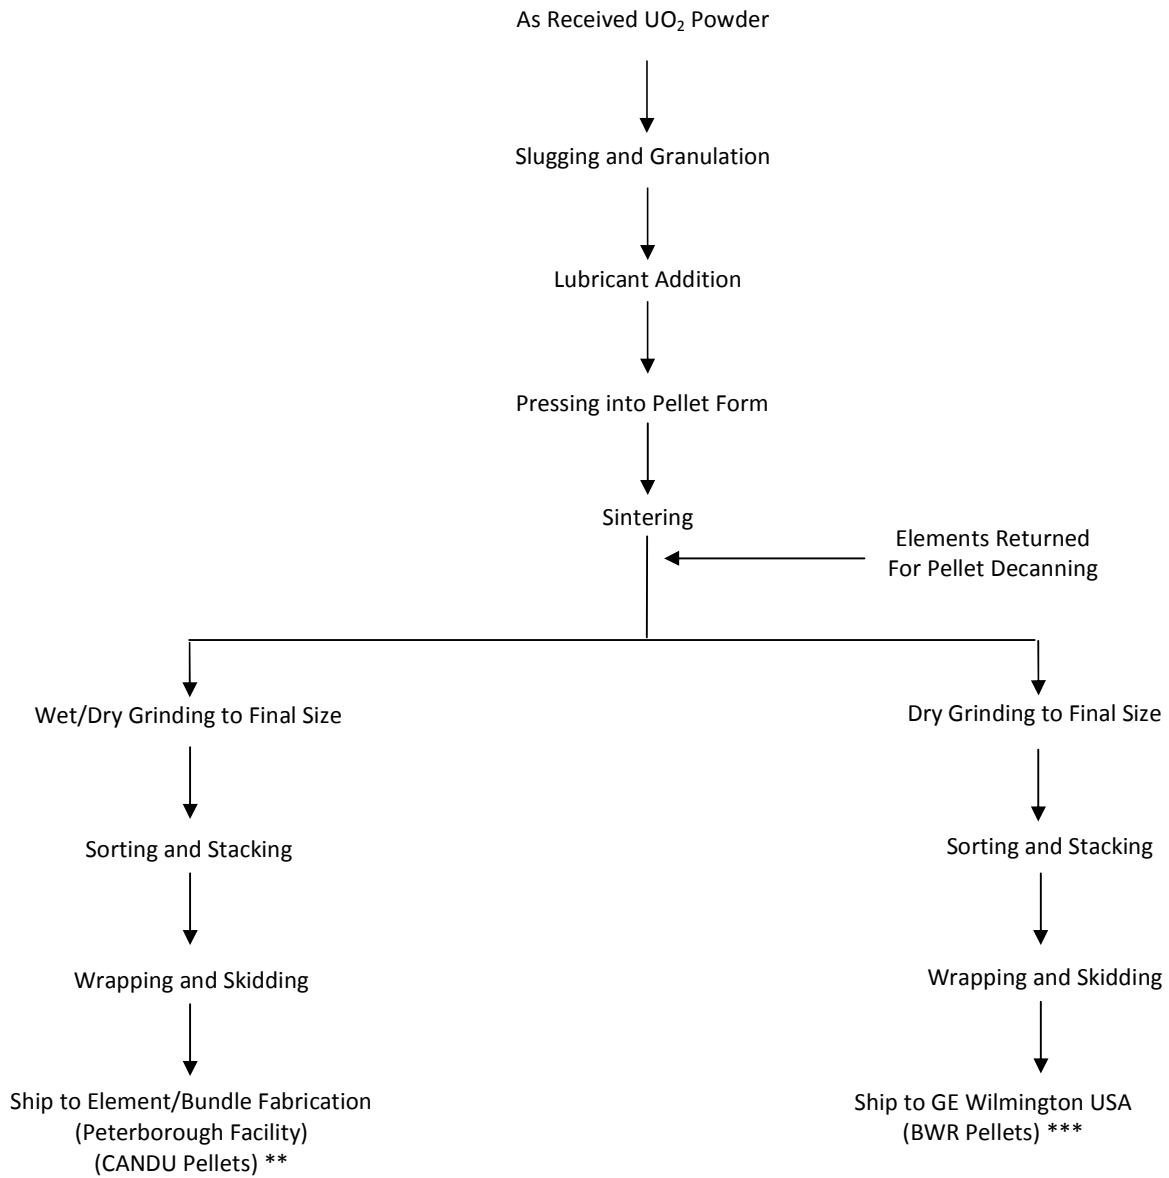 As Received UO₂ Powder
Slugging and Granulation
Lubricant Addition
Pressing into Pellet Form
Sintering
Elements Returned
For Pellet Decanning
Wet/Dry Grinding to Final Size
Sorting and Stacking
Wrapping and Skidding
Ship to Element/Bundle Fabrication
(Peterborough Facility)
(CANDU Pellets) **
Dry Grinding to Final Size
Sorting and Stacking
Wrapping and Skidding
Ship to GE Wilmington USA
(BWR Pellets) ***